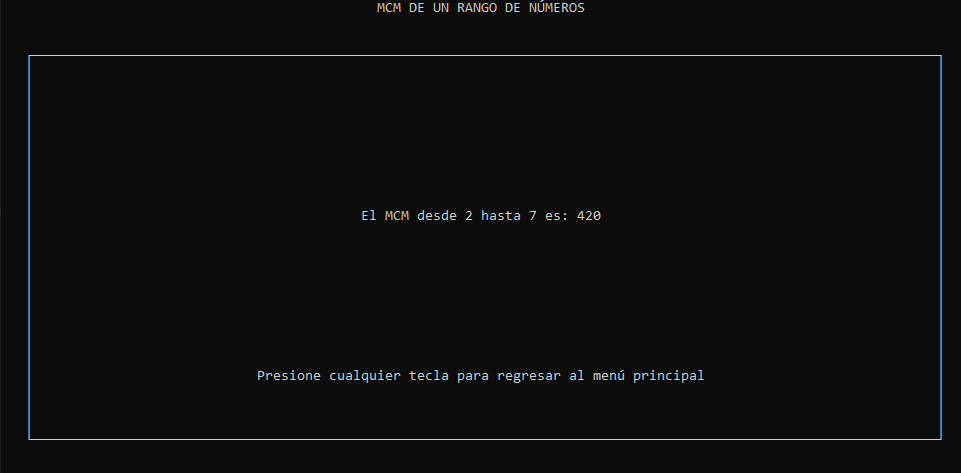 MCM DE UN RANGO DE NÚMEROS
El MCM desde 2 hasta 7 es: 420
Presione cualquier tecla para regresar al menú principal